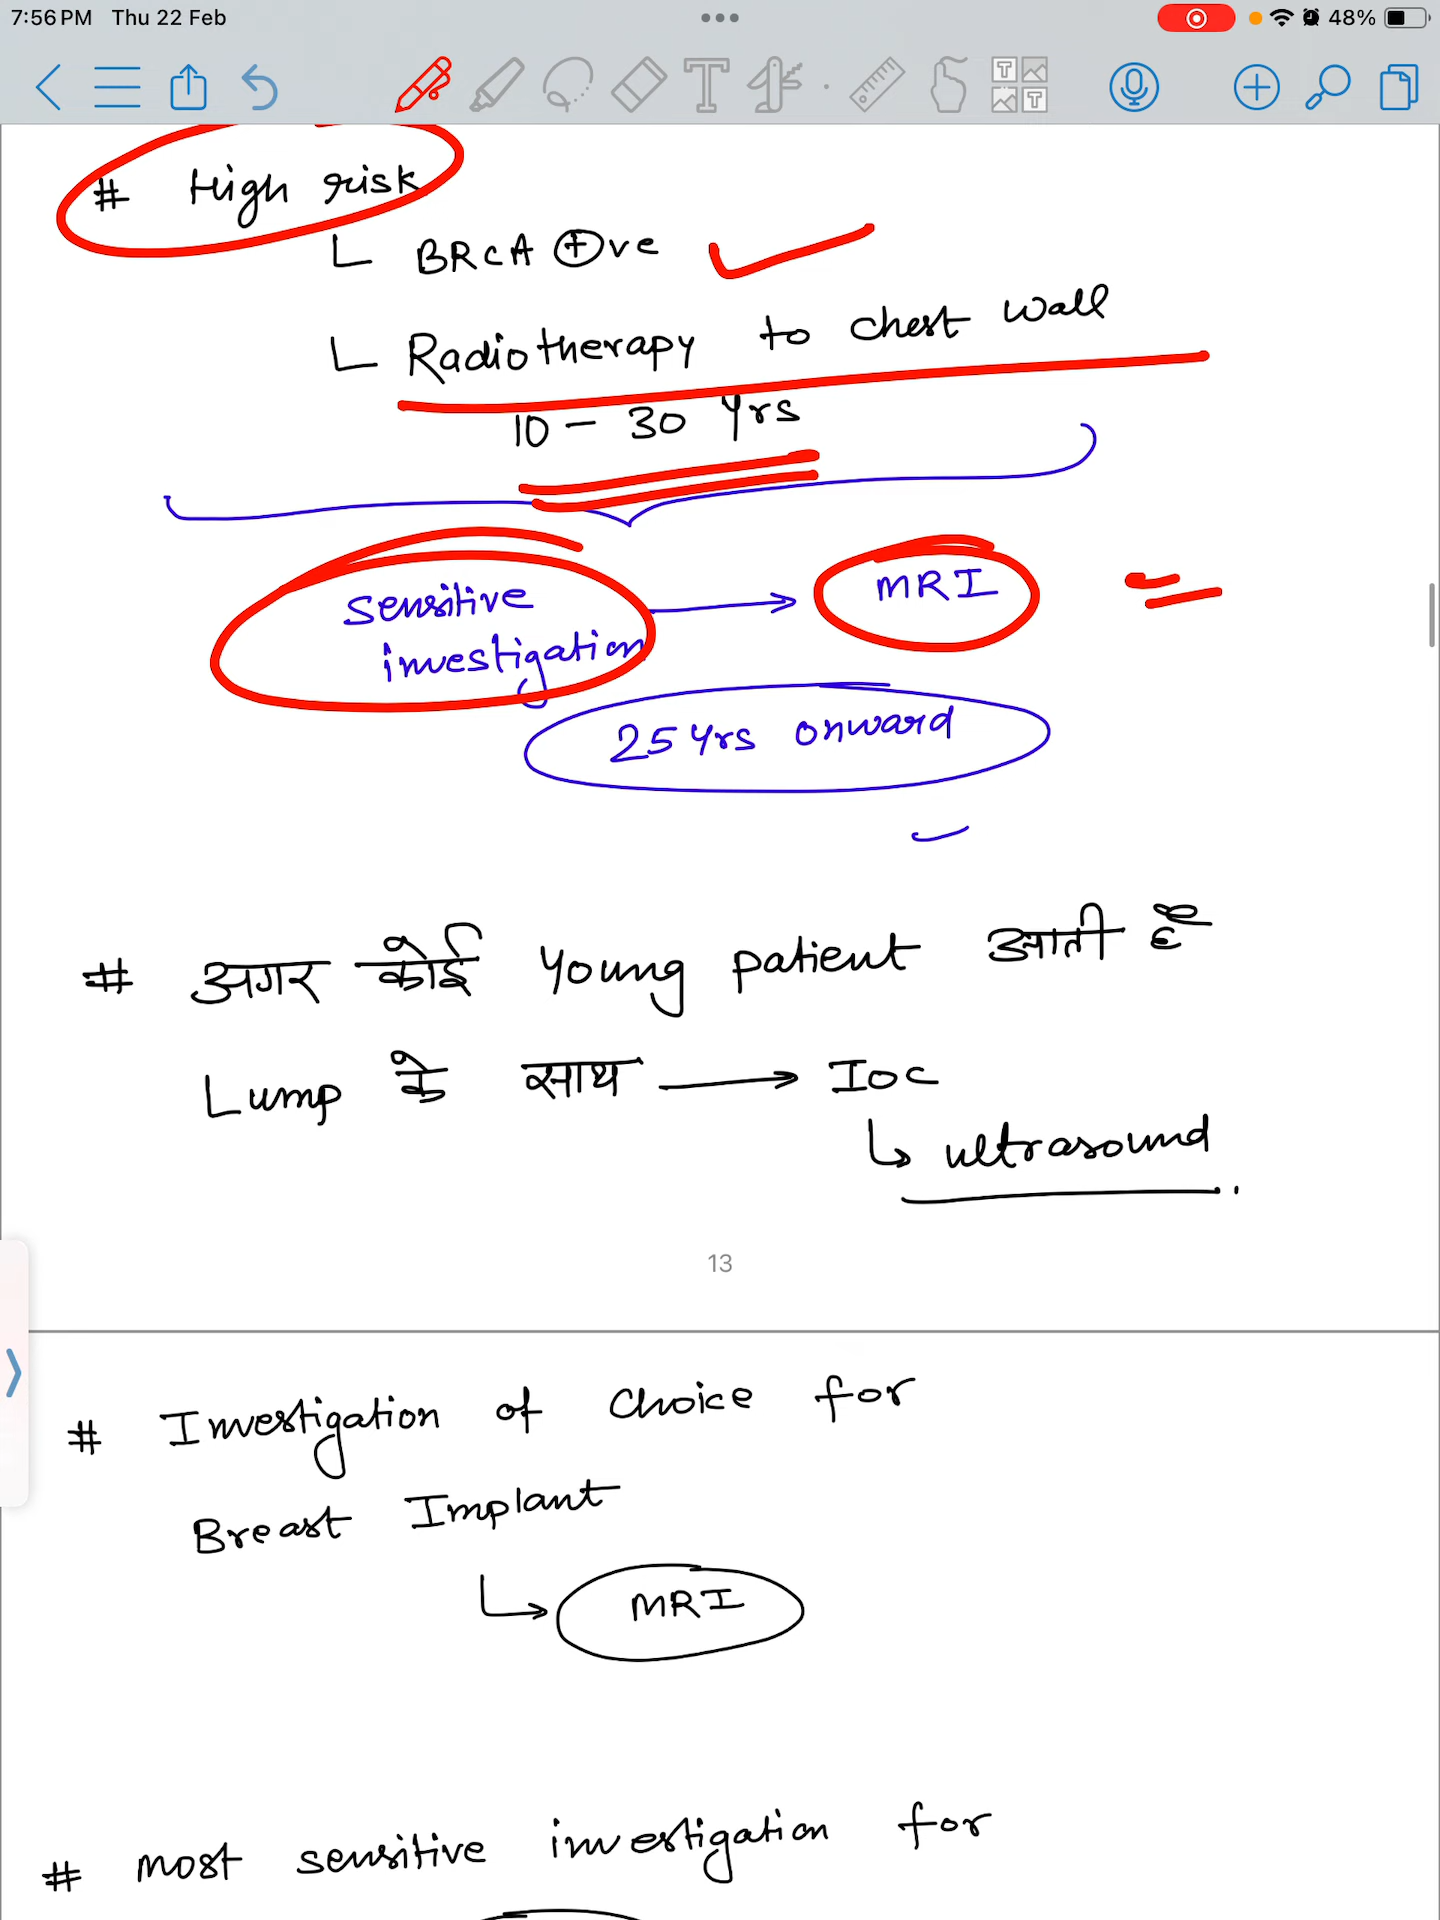 7:56 PM Thu 22 Feb
48%
# High risk
BRCA +ve
Radiotherapy to chest wall
10 - 30 Yrs
sensitive
investigation
MRI
25 Yrs onward
# अगर कोई young patient आती है
Lump के साथ → IOC
↳ ultrasound
13
# Investigation of choice for
Breast Implant
↳ MRI
# most sensitive investigation for